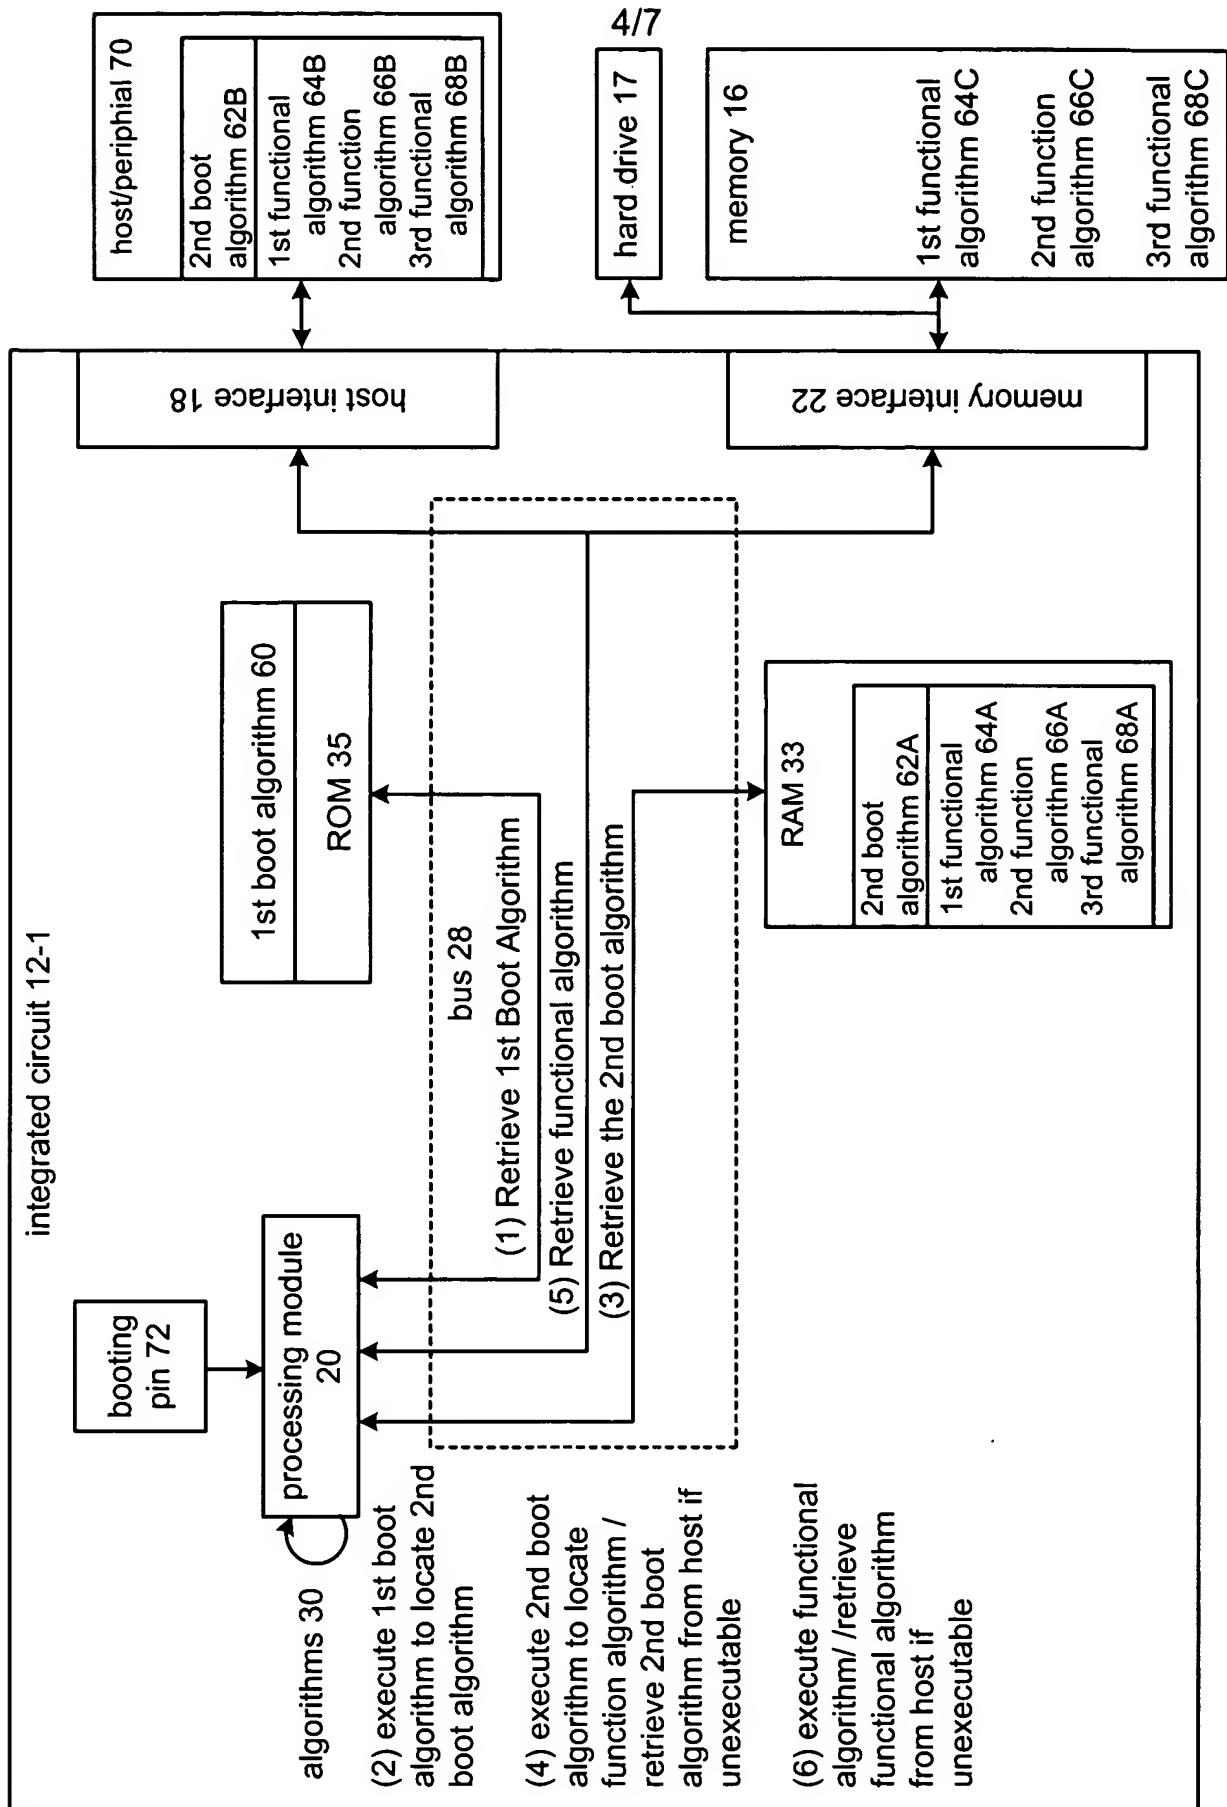 4/7
integrated circuit 12-1
booting
pin 72
processing module
20
algorithms 30
(2) execute 1st boot
algorithm to locate 2nd
boot algorithm
(4) execute 2nd boot
algorithm to locate
function algorithm /
retrieve 2nd boot
algorithm from host if
unexecutable
(6) execute functional
algorithm/ /retrieve
functional algorithm
from host if
unexecutable
1st boot algorithm 60
ROM 35
bus 28
(1) Retrieve 1st Boot Algorithm
(5) Retrieve functional algorithm
(3) Retrieve the 2nd boot algorithm
RAM 33
2nd boot
algorithm 62A
1st functional
algorithm 64A
2nd function
algorithm 66A
3rd functional
algorithm 68A
host interface 18
memory interface 22
host/periphial 70
2nd boot
algorithm 62B
1st functional
algorithm 64B
2nd function
algorithm 66B
3rd functional
algorithm 68B
hard drive 17
memory 16
1st functional
algorithm 64C
2nd function
algorithm 66C
3rd functional
algorithm 68C